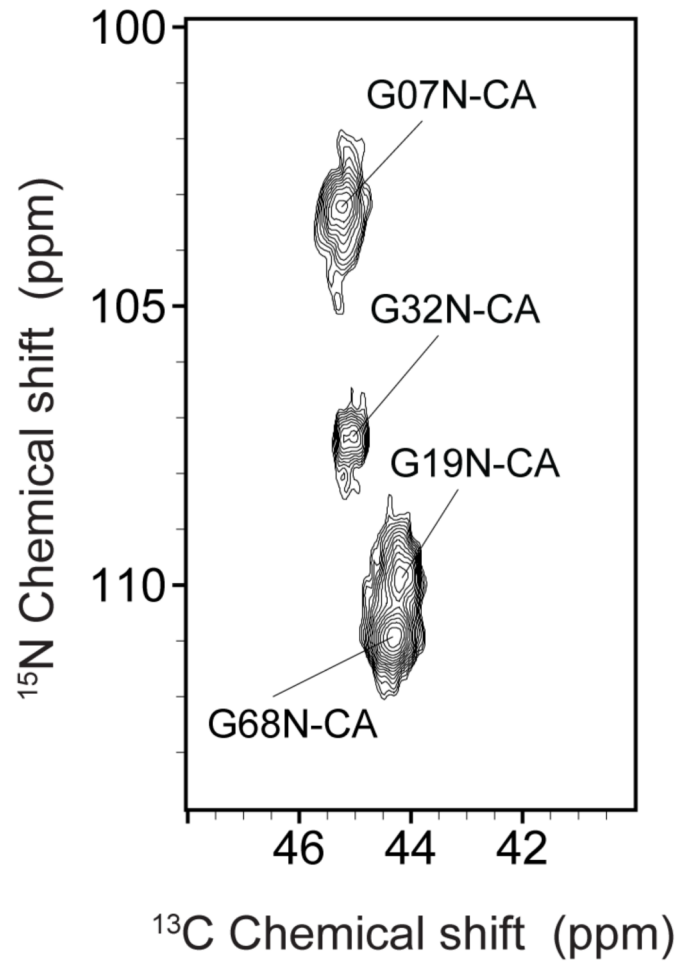 100
G07N-CA
105
G32N-CA
G19N-CA
110
G68N-CA
15N Chemical shift (ppm)
46 44 42
13C Chemical shift (ppm)